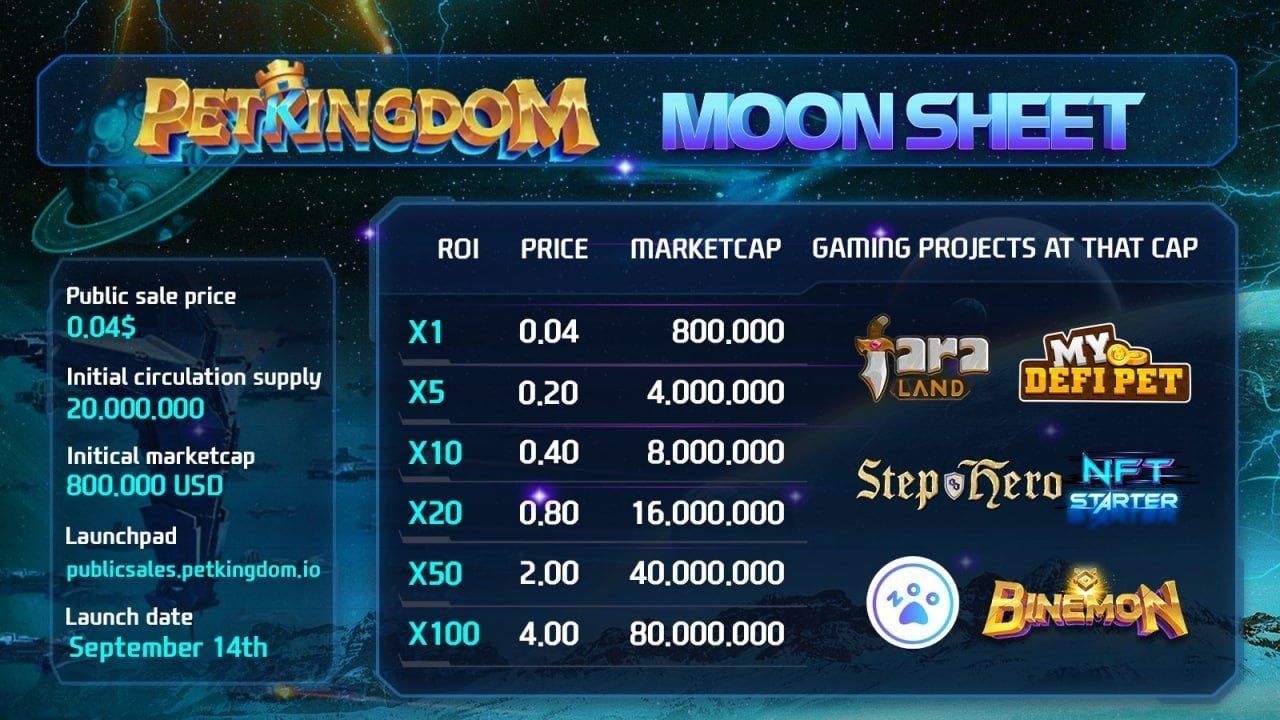 PETKINGDOM MOON SHEET
Public sale price
0.04$
Initial circulation supply
20.000.000
Initical marketcap
800.000 USD
Launchpad
publicsales.petkingdom.io
Launch date
September 14th
ROI PRICE MARKETCAP GAMING PROJECTS AT THAT CAP
X1 0.04 800.000
X5 0.20 4.000.000
X10 0.40 8.000.000
X20 0.80 16.000.000
X50 2.00 40.000.000
X100 4.00 80.000.000
fara
LAND
MY
DEFI PET
Step Hero
NFT
STARTER
ZOO
BINEMON